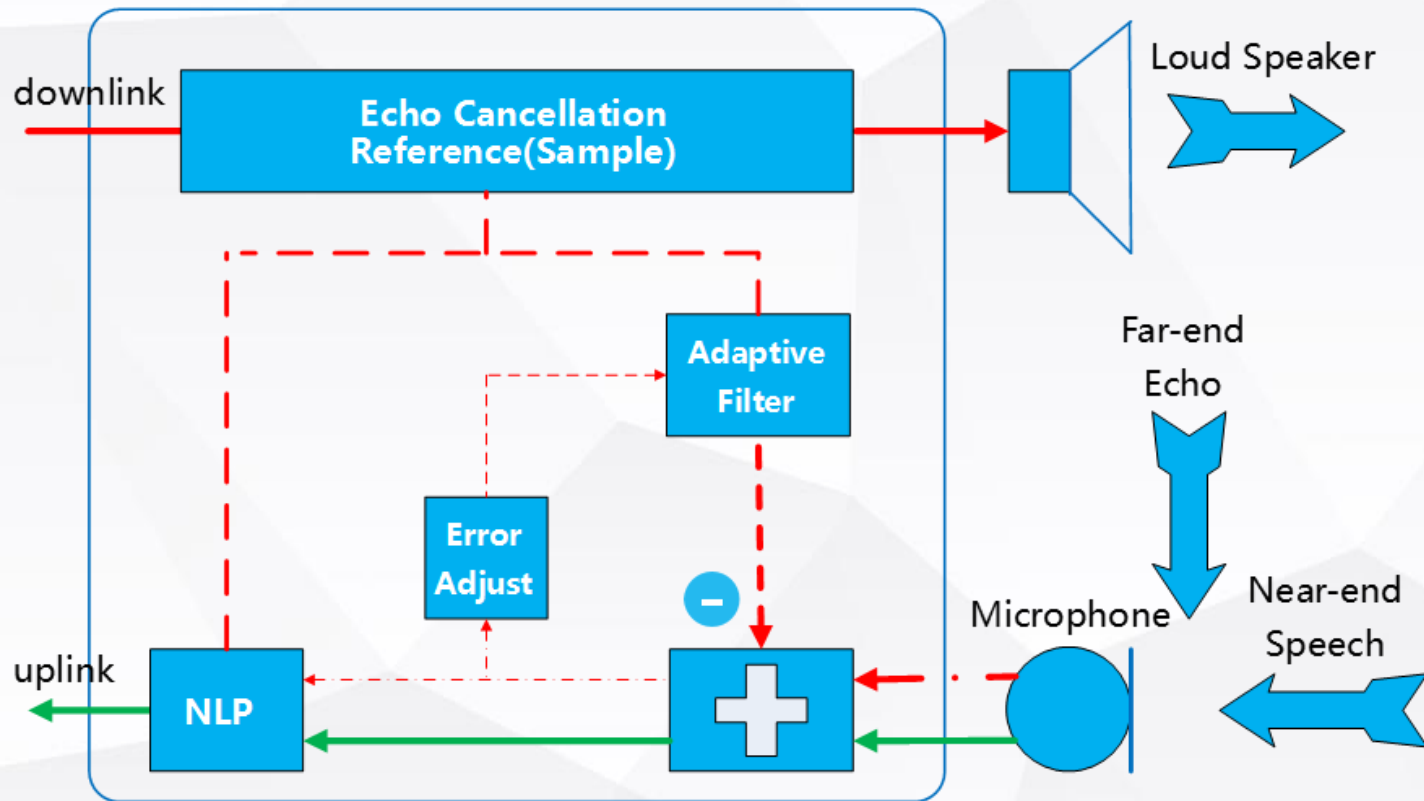 downlink
Echo Cancellation
Reference(Sample)
Loud Speaker
Far-end
Echo
Adaptive
Filter
Error
Adjust
-
Microphone
Near-end
Speech
uplink
NLP